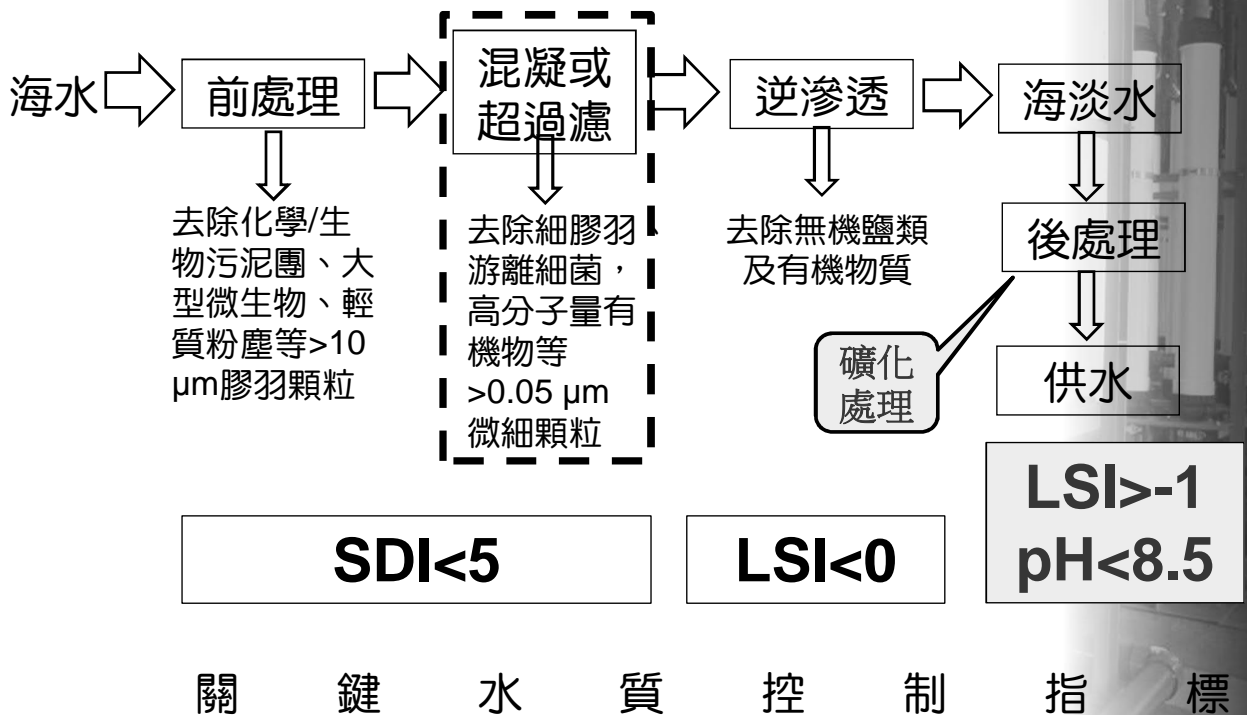 海水
前處理
混凝或
超過濾
逆滲透
海淡水
去除化學/生
物污泥團、大
型微生物、輕
質粉塵等>10
μm膠羽顆粒
去除細膠羽、
游離細菌，
高分子量有
機物等
>0.05 μm
微細顆粒
去除無機鹽類
及有機物質
後處理
礦化
處理
供水
SDI<5
LSI<0
LSI>-1
pH<8.5
關鍵水質控制指標